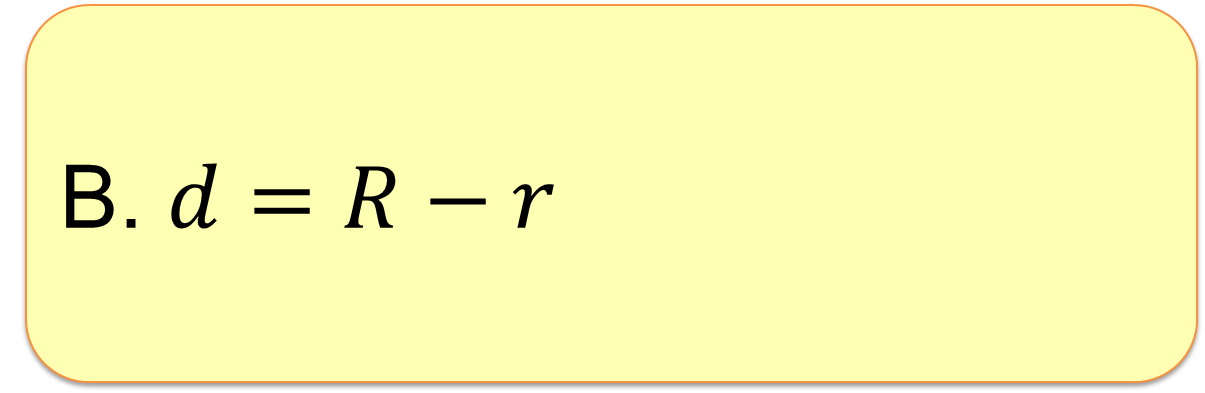 B. d = R − r